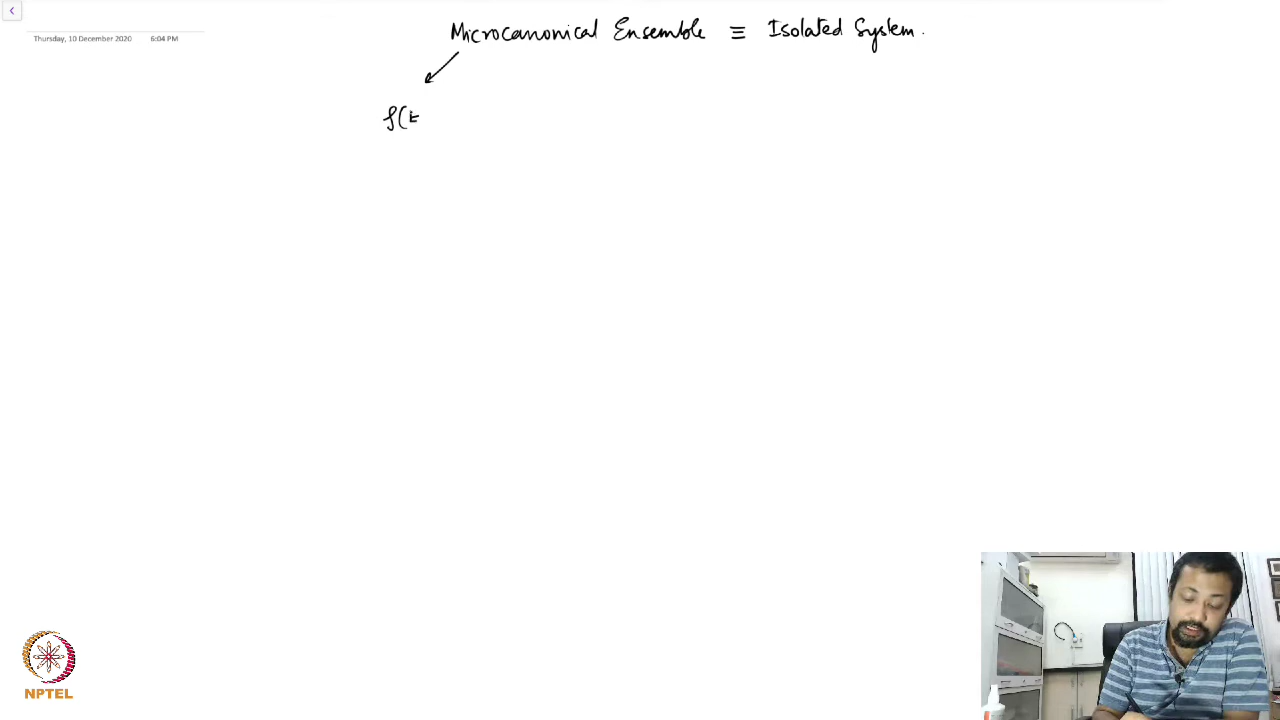 Thursday, 10 December 2020 6:04 PM
Microcanonical Ensemble ≡ Isolated System.
NPTEL